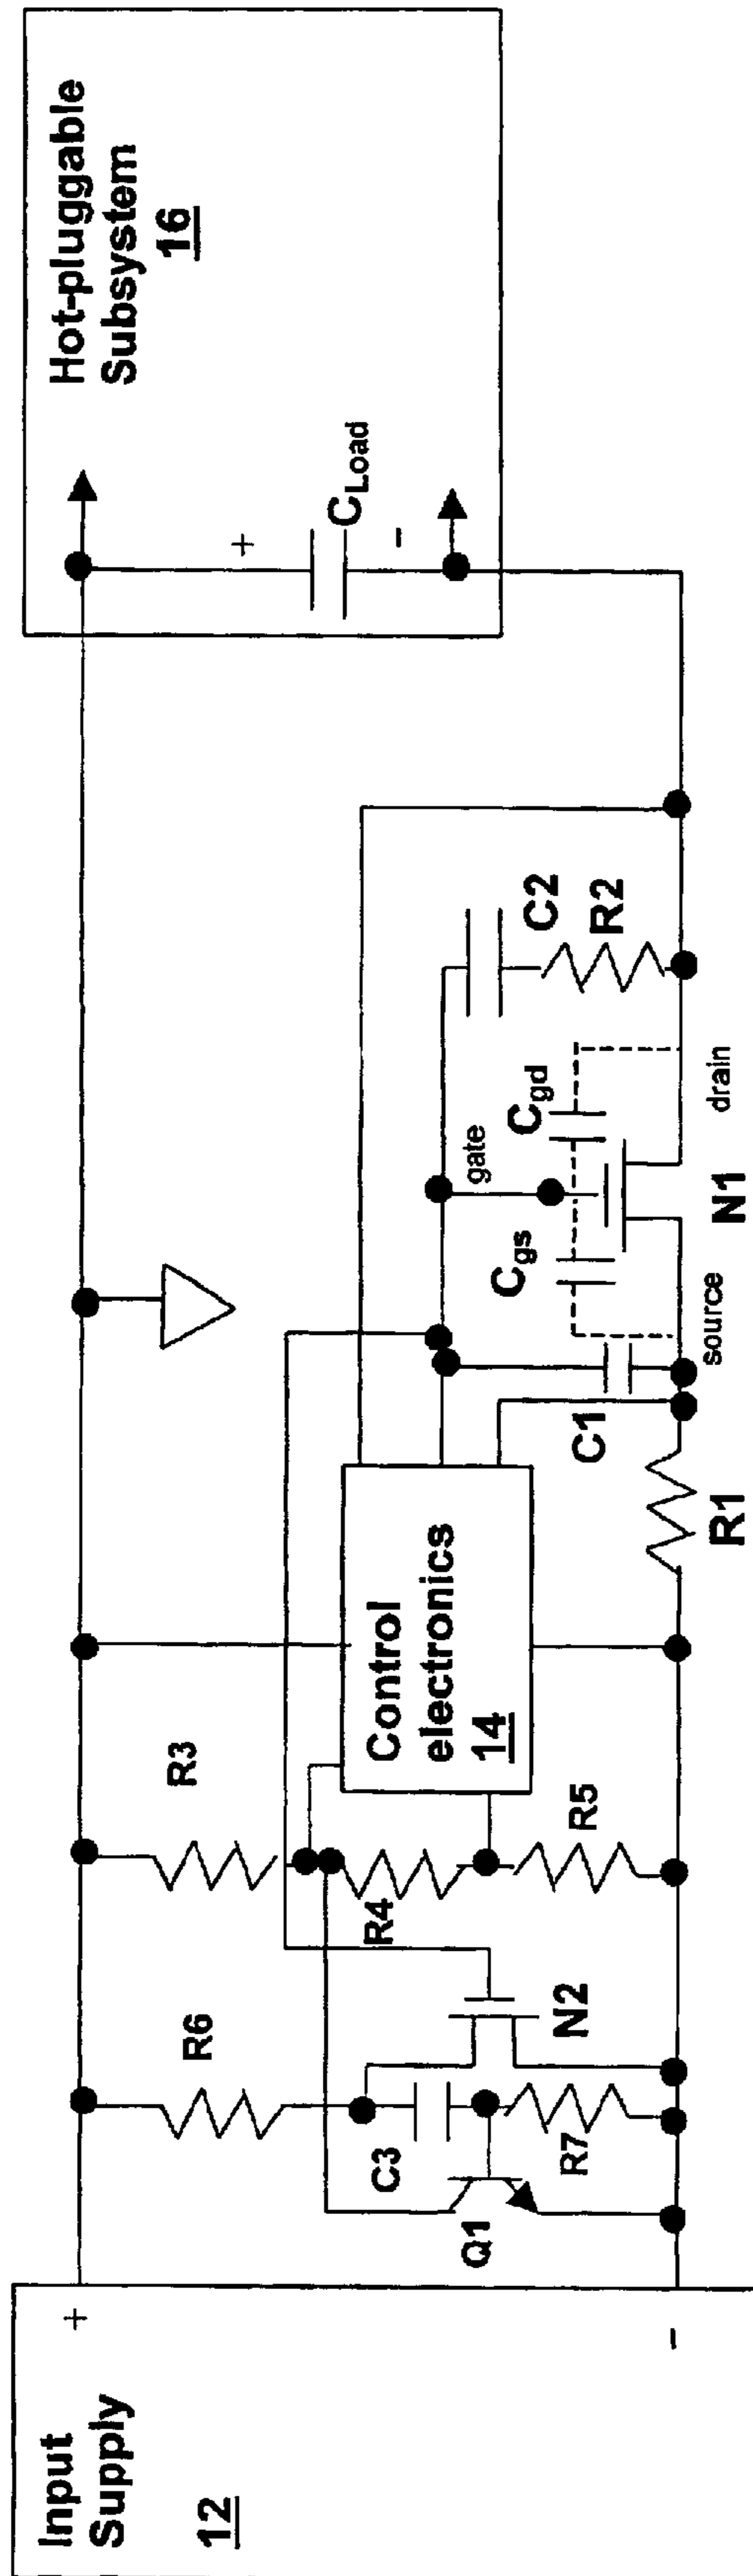 Input
Supply
12
+
-
R6
R3
Q1
C3
R7
N2
R4
R5
Control
electronics
14
R1
C1
source
Cgs
gate
Cgd
N1
drain
C2
R2
+
CLoad
-
Hot-pluggable
Subsystem
16